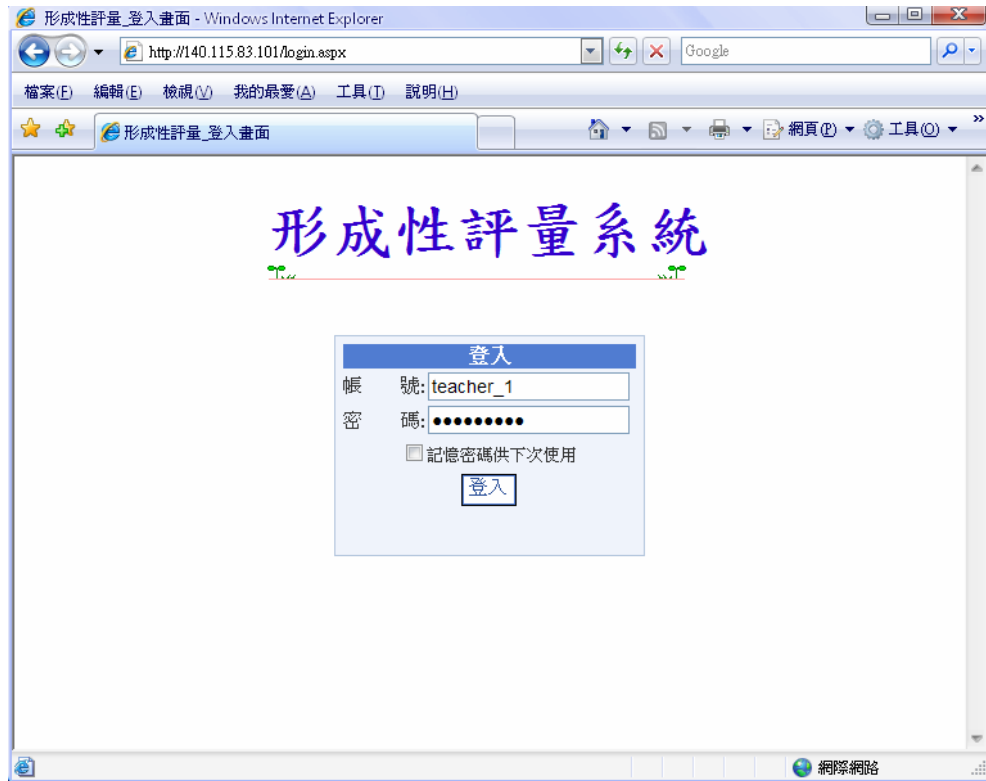 形成性評量_登入畫面 - Windows Internet Explorer
http://140.115.83.101/login.aspx
Google
檔案(F) 編輯(E) 檢視(V) 我的最愛(A) 工具(T) 說明(H)
形成性評量_登入畫面
網頁(P) 工具(O) »
形成性評量系統
登入
帳 號: teacher_1
密 碼: ●●●●●●●●●
記憶密碼供下次使用
登入
網際網路